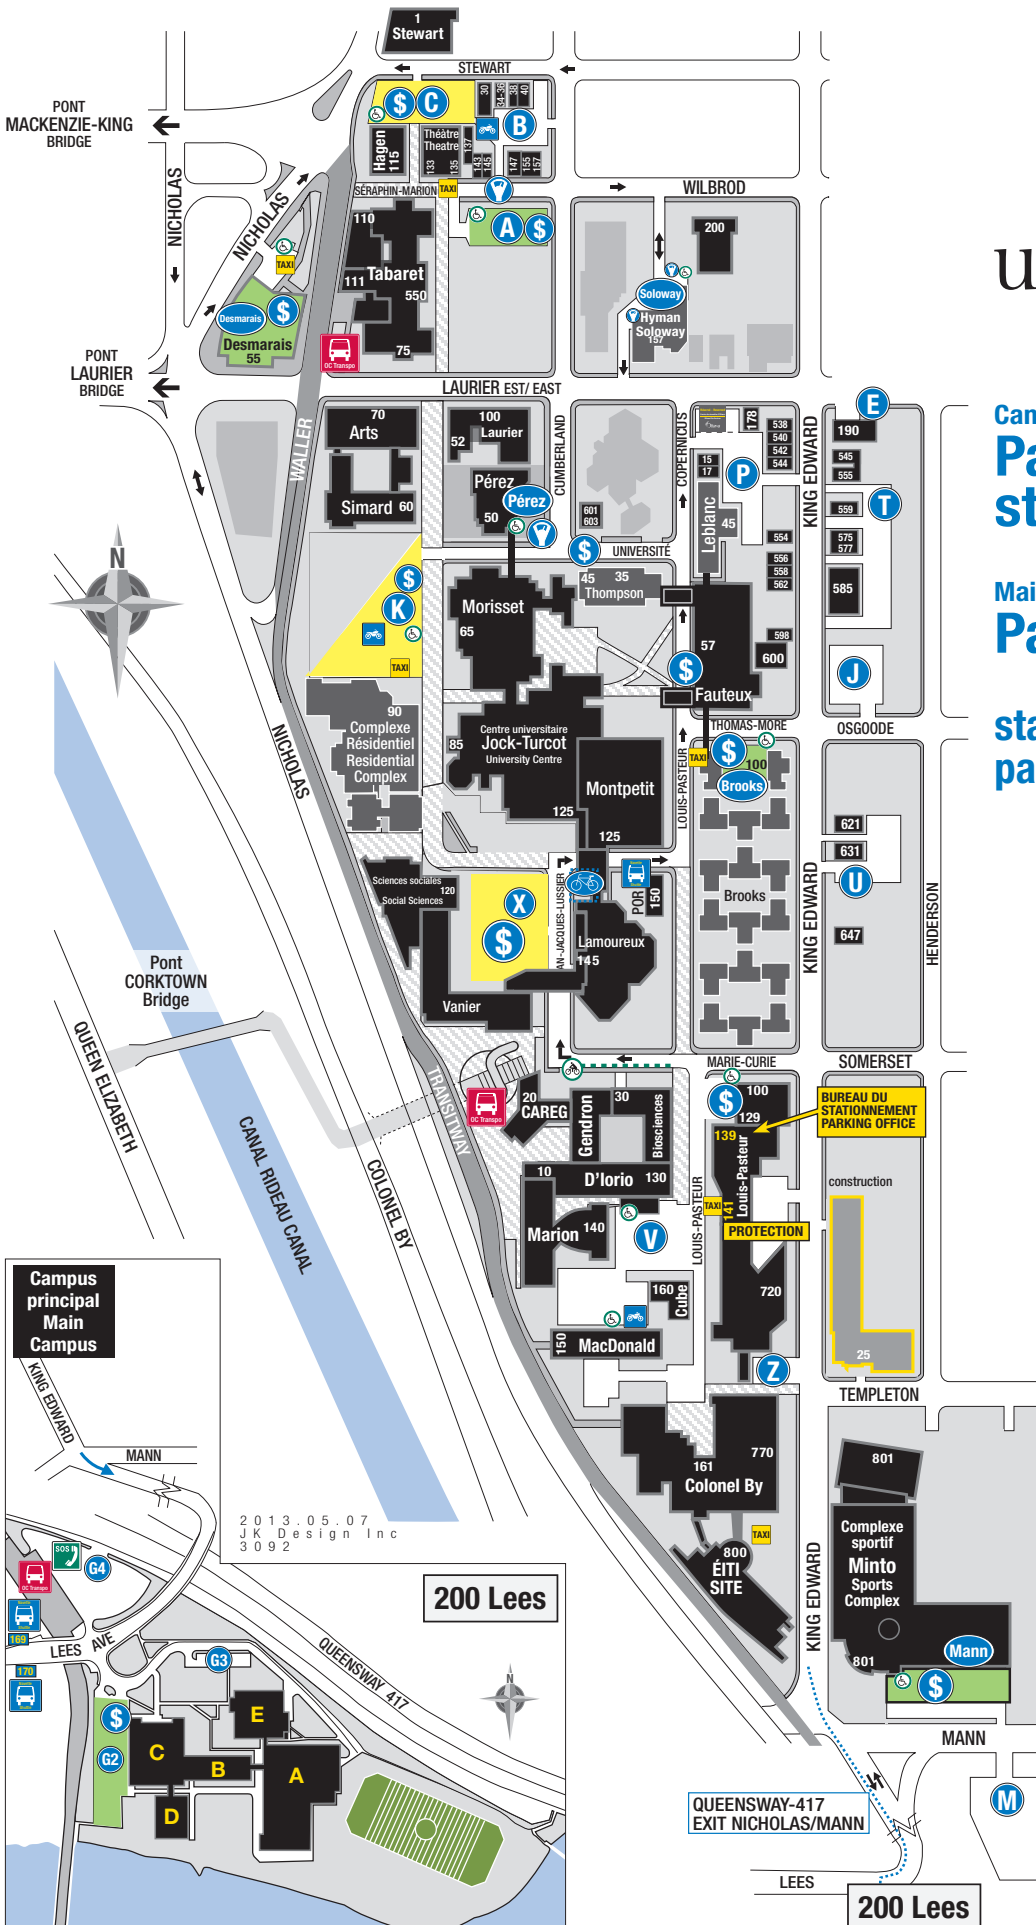 1
Stewart
STEWART
PONT
MACKENZIE-KING
BRIDGE
$ C
30
34-36
38
40
B
Hagen
115
Théâtre
Theatre
133
135
137
143
145
147
155
157
SÉRAPHIN-MARION
TAXI
WILBROD
NICHOLAS
NICHOLAS
TAXI
A $
110
Tabaret
111
550
75
200
Soloway
Hyman
Soloway
157
Desmarais
$
Desmarais
55
OC Transpo
PONT
LAURIER
BRIDGE
LAURIER EST/ EAST
u
WALLER
70
Arts
Simard 60
100
52
Laurier
Pérez
Pérez
50
CUMBERLAND
601
603
COPERNICUS
178
15
17
P
538
540
542
544
KING EDWARD
E
190
545
555
559
T
575
577
585
Leblanc
45
554
556
558
562
598
600
Can
Pa
st
Mai
Pa
sta
pa
N
$
UNIVERSITÉ
$
K
TAXI
Morisset
65
45
35
Thompson
57
$
Fauteux
J
OSGOODE
THOMAS-MORE
90
Complexe
Résidentiel
Residential
Complex
NICHOLAS
Centre universitaire
85
Jock-Turcot
University Centre
125
Montpetit
125
LOUIS-PASTEUR
TAXI
$
100
Brooks
Brooks
KING EDWARD
621
631
U
647
HENDERSON
Sciences sociales
120
Social Sciences
X
$
AN-JACQUES-LUSSIER
POR
150
Lamoureux
145
Vanier
Pont
CORKTOWN
Bridge
QUEEN ELIZABETH
CANAL RIDEAU CANAL
COLONEL BY
TRANSITWAY
OC Transpo
MARIE-CURIE
SOMERSET
20
CAREG
Gendron
30
Biosciences
10
D'Iorio
130
Marion
140
V
LOUIS-PASTEUR
$
100
129
139
Louis-Pasteur
141
TAXI
BUREAU DU
STATIONNEMENT
PARKING OFFICE
PROTECTION
construction
25
720
160
Cube
150
MacDonald
Z
TEMPLETON
770
161
Colonel By
TAXI
800
ÉITI
SITE
KING EDWARD
801
Complexe
sportif
Minto
Sports
Complex
801
Mann
$
MANN
M
QUEENSWAY-417
EXIT NICHOLAS/MANN
LEES
200 Lees
Campus
principal
Main
Campus
KING EDWARD
MANN
2013.05.07
JK Design Inc
3092
200 Lees
SOS
G4
OC Transpo
169
LEES AVE
170
G3
QUEENSWAY 417
N
$
G2
E
C
B
A
D